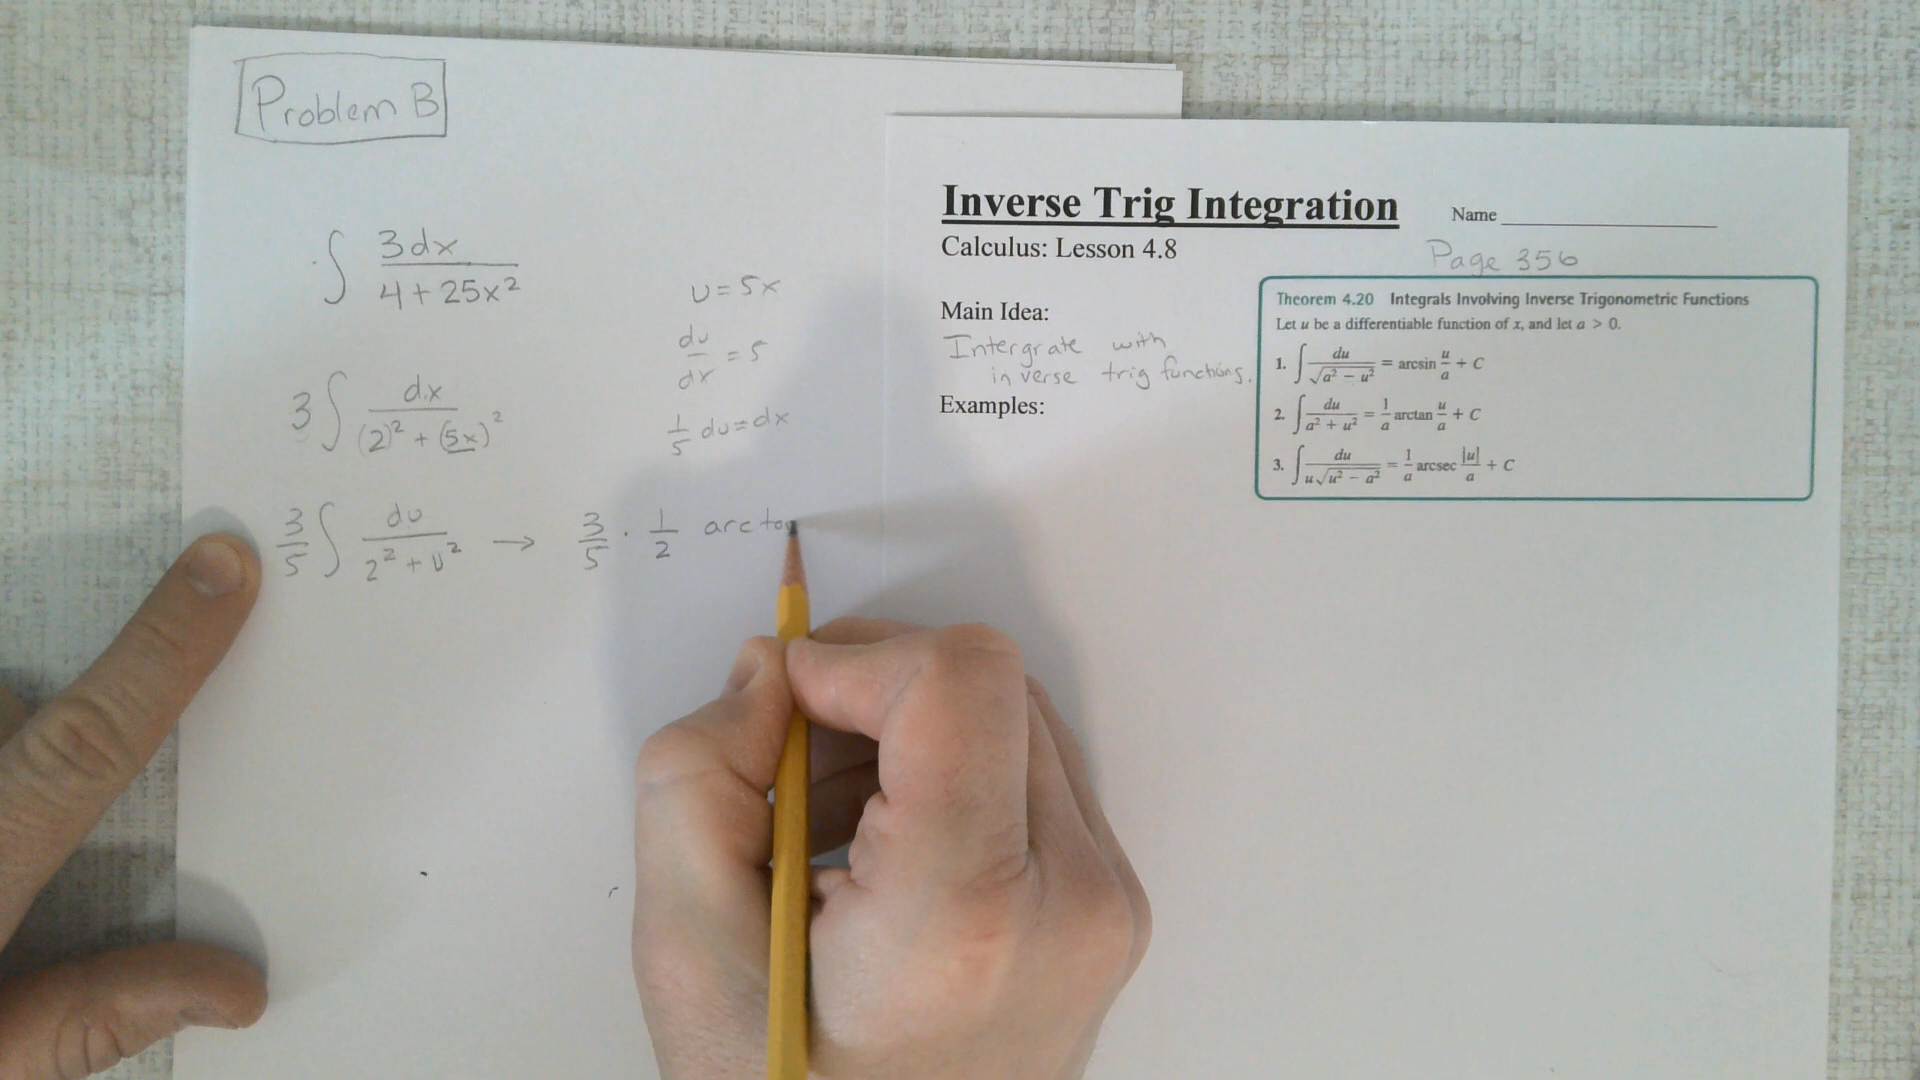 Problem B
∫ 3dx / (4 + 25x²)
u = 5x
du/dx = 5
3 ∫ dx / ((2)² + (5x)²)
1/5 du = dx
3/5 ∫ du / (2² + u²) → 3/5 · 1/2 arctan
Inverse Trig Integration
Name
Calculus: Lesson 4.8
Page 356
Main Idea:
Intergrate with
inverse trig functions.
Examples:
Theorem 4.20 Integrals Involving Inverse Trigonometric Functions
Let u be a differentiable function of x, and let a > 0.
1. ∫ du / √(a² − u²) = arcsin u/a + C
2. ∫ du / (a² + u²) = 1/a arctan u/a + C
3. ∫ du / (u√(u² − a²)) = 1/a arcsec |u|/a + C